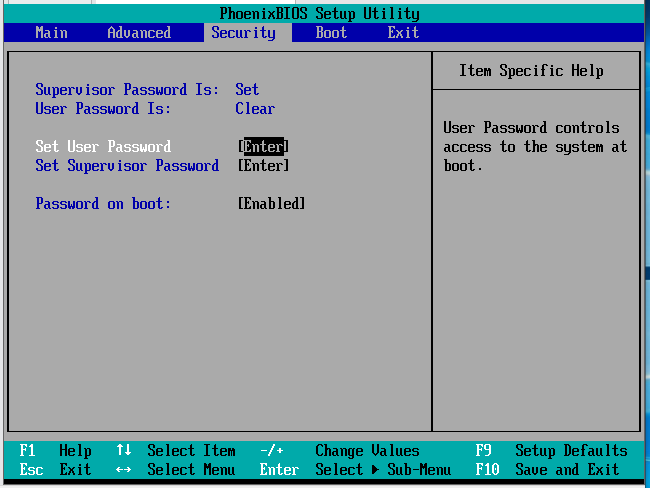 PhoenixBIOS Setup Utility
Main Advanced Security Boot Exit
Item Specific Help
Supervisor Password Is: Set
User Password Is: Clear
Set User Password [Enter]
Set Supervisor Password [Enter]
Password on boot: [Enabled]
User Password controls
access to the system at
boot.
F1 Help ↑↓ Select Item -/+ Change Values F9 Setup Defaults
Esc Exit ↔ Select Menu Enter Select ▶ Sub-Menu F10 Save and Exit